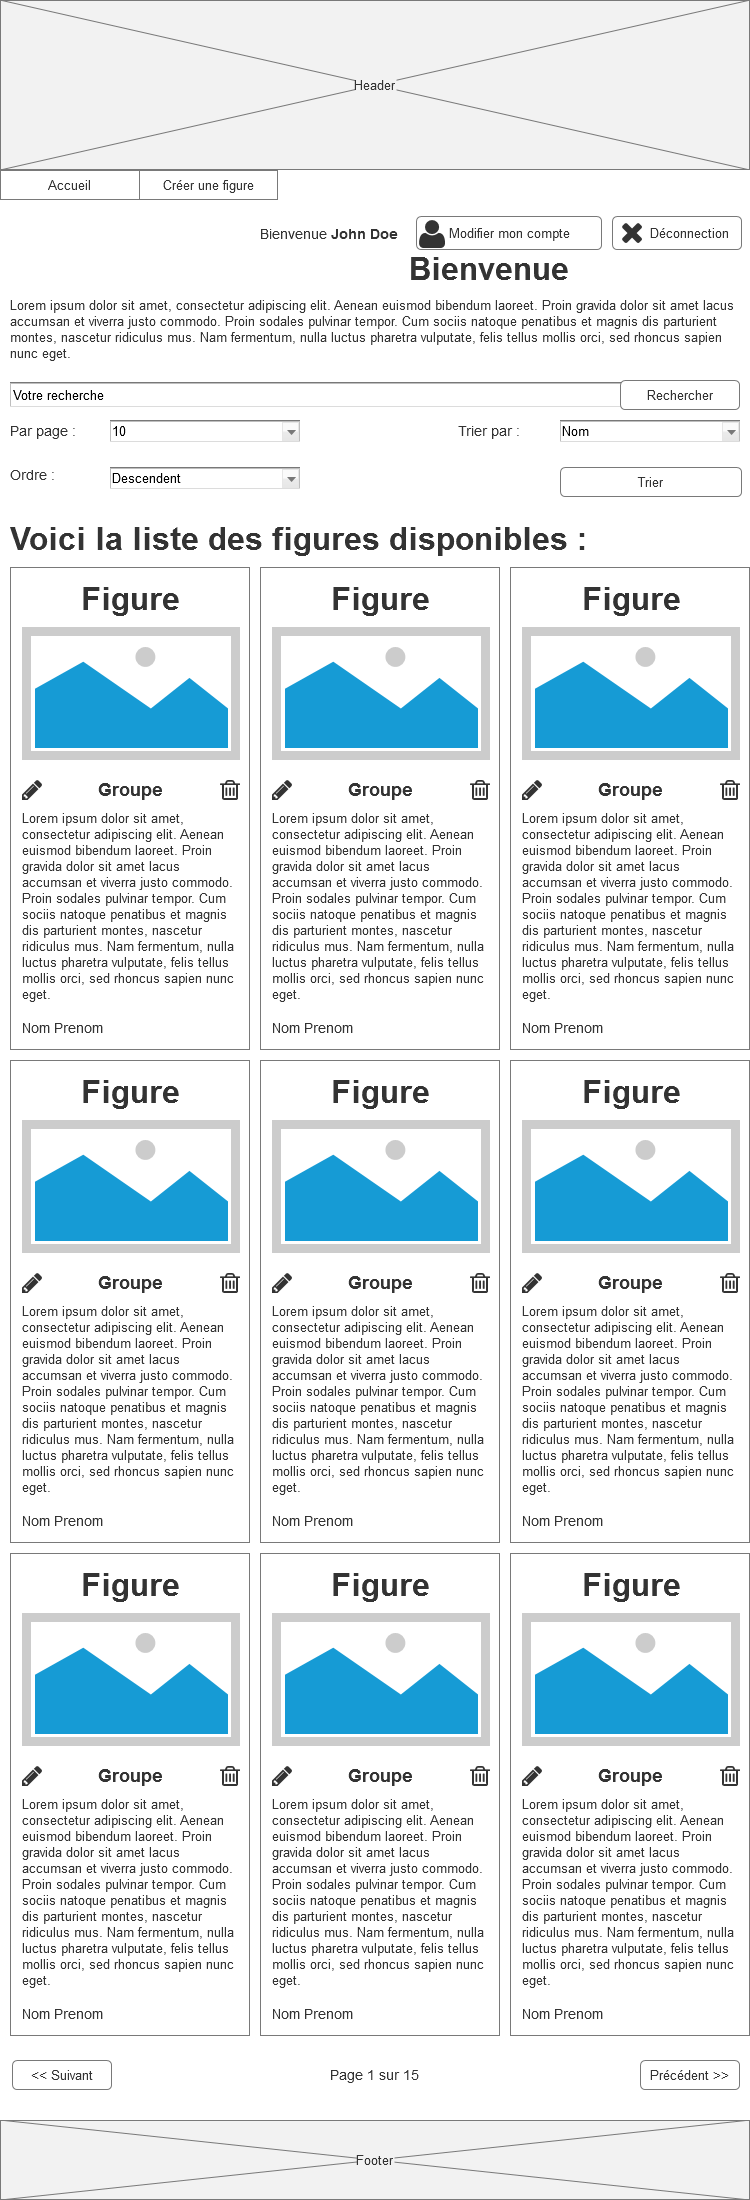 Header
Accueil
Créer une figure
Bienvenue John Doe
Modifier mon compte
Déconnection
Bienvenue
Lorem ipsum dolor sit amet, consectetur adipiscing elit. Aenean euismod bibendum laoreet. Proin gravida dolor sit amet lacus
accumsan et viverra justo commodo. Proin sodales pulvinar tempor. Cum sociis natoque penatibus et magnis dis parturient
montes, nascetur ridiculus mus. Nam fermentum, nulla luctus pharetra vulputate, felis tellus mollis orci, sed rhoncus sapien
nunc eget.
Votre recherche
Rechercher
Par page :
10
Trier par :
Nom
Ordre :
Descendent
Trier
Voici la liste des figures disponibles :
Figure
Groupe
Lorem ipsum dolor sit amet,
consectetur adipiscing elit. Aenean
euismod bibendum laoreet. Proin
gravida dolor sit amet lacus
accumsan et viverra justo commodo.
Proin sodales pulvinar tempor. Cum
sociis natoque penatibus et magnis
dis parturient montes, nascetur
ridiculus mus. Nam fermentum, nulla
luctus pharetra vulputate, felis tellus
mollis orci, sed rhoncus sapien nunc
eget.
Nom Prenom
Figure
Groupe
Lorem ipsum dolor sit amet,
consectetur adipiscing elit. Aenean
euismod bibendum laoreet. Proin
gravida dolor sit amet lacus
accumsan et viverra justo commodo.
Proin sodales pulvinar tempor. Cum
sociis natoque penatibus et magnis
dis parturient montes, nascetur
ridiculus mus. Nam fermentum, nulla
luctus pharetra vulputate, felis tellus
mollis orci, sed rhoncus sapien nunc
eget.
Nom Prenom
Figure
Groupe
Lorem ipsum dolor sit amet,
consectetur adipiscing elit. Aenean
euismod bibendum laoreet. Proin
gravida dolor sit amet lacus
accumsan et viverra justo commodo.
Proin sodales pulvinar tempor. Cum
sociis natoque penatibus et magnis
dis parturient montes, nascetur
ridiculus mus. Nam fermentum, nulla
luctus pharetra vulputate, felis tellus
mollis orci, sed rhoncus sapien nunc
eget.
Nom Prenom
Figure
Groupe
Lorem ipsum dolor sit amet,
consectetur adipiscing elit. Aenean
euismod bibendum laoreet. Proin
gravida dolor sit amet lacus
accumsan et viverra justo commodo.
Proin sodales pulvinar tempor. Cum
sociis natoque penatibus et magnis
dis parturient montes, nascetur
ridiculus mus. Nam fermentum, nulla
luctus pharetra vulputate, felis tellus
mollis orci, sed rhoncus sapien nunc
eget.
Nom Prenom
Figure
Groupe
Lorem ipsum dolor sit amet,
consectetur adipiscing elit. Aenean
euismod bibendum laoreet. Proin
gravida dolor sit amet lacus
accumsan et viverra justo commodo.
Proin sodales pulvinar tempor. Cum
sociis natoque penatibus et magnis
dis parturient montes, nascetur
ridiculus mus. Nam fermentum, nulla
luctus pharetra vulputate, felis tellus
mollis orci, sed rhoncus sapien nunc
eget.
Nom Prenom
Figure
Groupe
Lorem ipsum dolor sit amet,
consectetur adipiscing elit. Aenean
euismod bibendum laoreet. Proin
gravida dolor sit amet lacus
accumsan et viverra justo commodo.
Proin sodales pulvinar tempor. Cum
sociis natoque penatibus et magnis
dis parturient montes, nascetur
ridiculus mus. Nam fermentum, nulla
luctus pharetra vulputate, felis tellus
mollis orci, sed rhoncus sapien nunc
eget.
Nom Prenom
Figure
Groupe
Lorem ipsum dolor sit amet,
consectetur adipiscing elit. Aenean
euismod bibendum laoreet. Proin
gravida dolor sit amet lacus
accumsan et viverra justo commodo.
Proin sodales pulvinar tempor. Cum
sociis natoque penatibus et magnis
dis parturient montes, nascetur
ridiculus mus. Nam fermentum, nulla
luctus pharetra vulputate, felis tellus
mollis orci, sed rhoncus sapien nunc
eget.
Nom Prenom
Figure
Groupe
Lorem ipsum dolor sit amet,
consectetur adipiscing elit. Aenean
euismod bibendum laoreet. Proin
gravida dolor sit amet lacus
accumsan et viverra justo commodo.
Proin sodales pulvinar tempor. Cum
sociis natoque penatibus et magnis
dis parturient montes, nascetur
ridiculus mus. Nam fermentum, nulla
luctus pharetra vulputate, felis tellus
mollis orci, sed rhoncus sapien nunc
eget.
Nom Prenom
Figure
Groupe
Lorem ipsum dolor sit amet,
consectetur adipiscing elit. Aenean
euismod bibendum laoreet. Proin
gravida dolor sit amet lacus
accumsan et viverra justo commodo.
Proin sodales pulvinar tempor. Cum
sociis natoque penatibus et magnis
dis parturient montes, nascetur
ridiculus mus. Nam fermentum, nulla
luctus pharetra vulputate, felis tellus
mollis orci, sed rhoncus sapien nunc
eget.
Nom Prenom
<< Suivant
Page 1 sur 15
Précédent >>
Footer